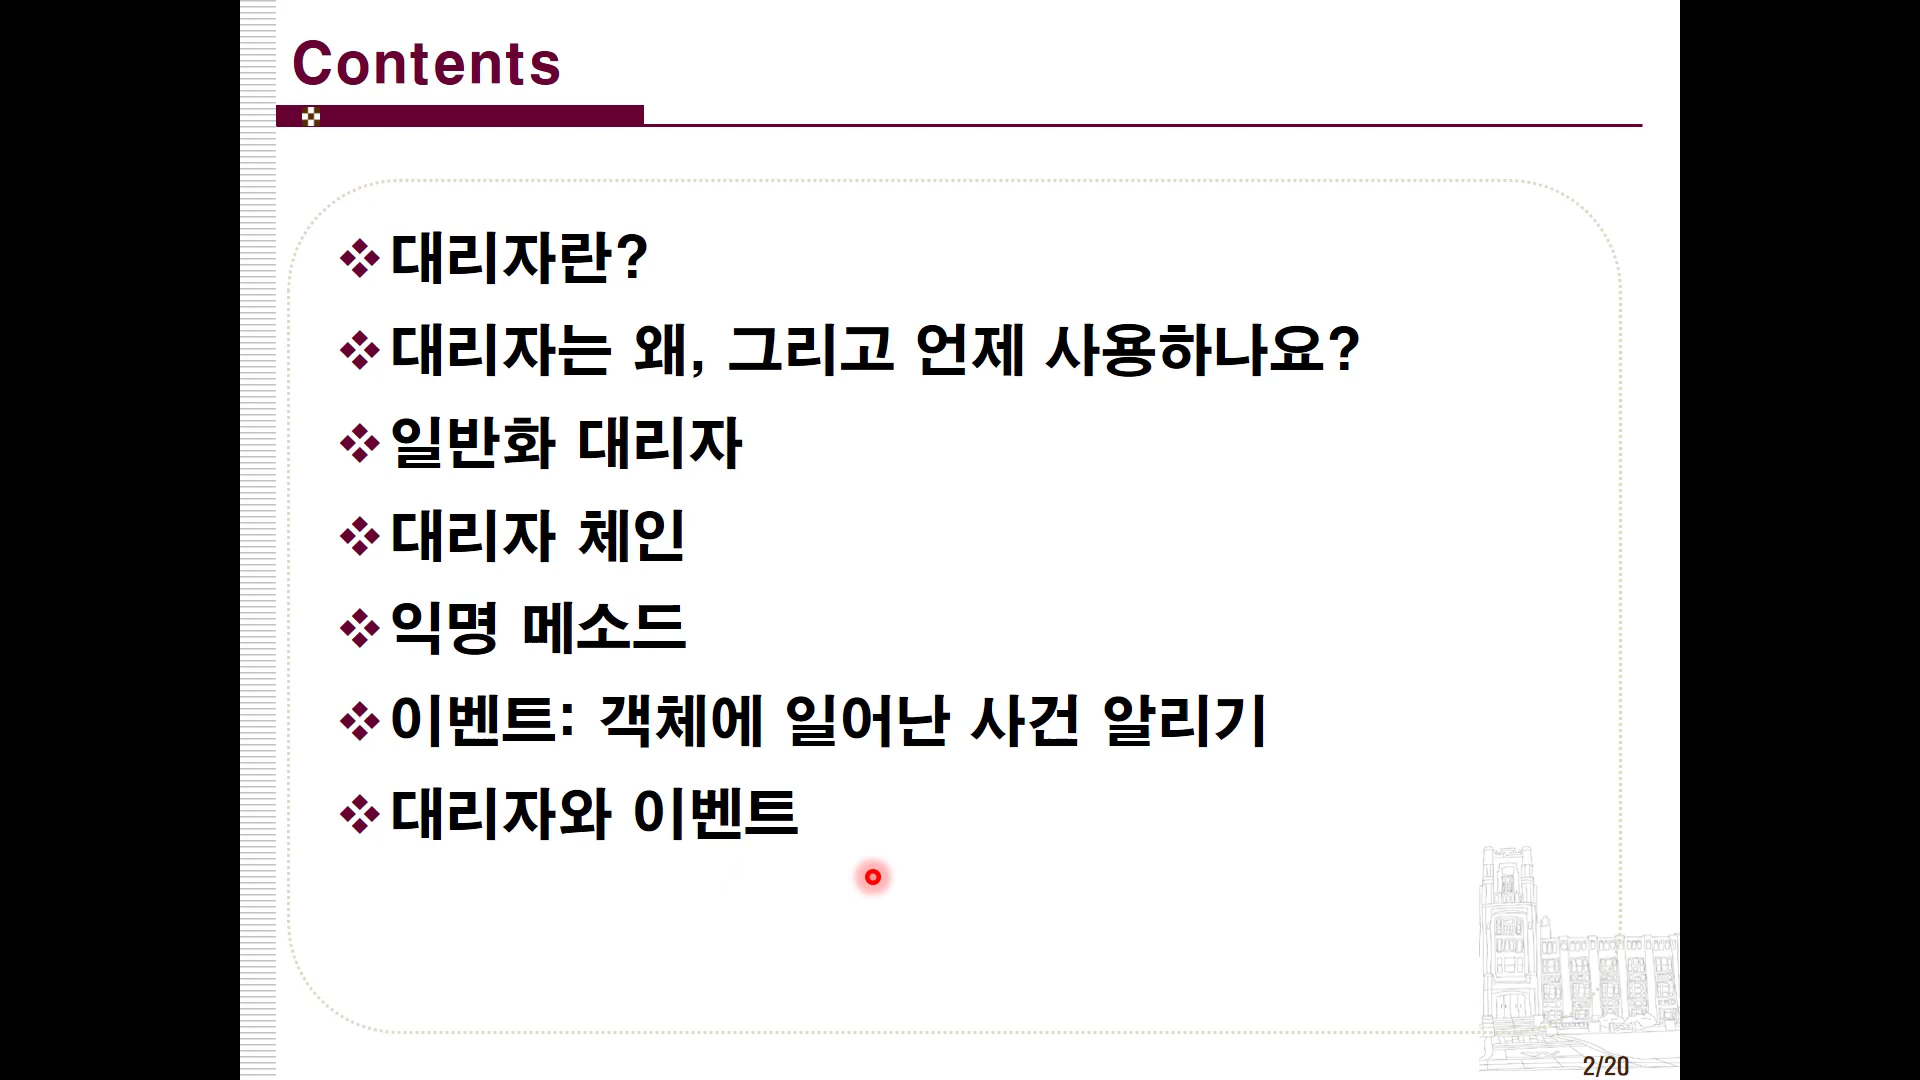 Contents
대리자란?
대리자는 왜, 그리고 언제 사용하나요?
일반화 대리자
대리자 체인
익명 메소드
이벤트: 객체에 일어난 사건 알리기
대리자와 이벤트
2/20